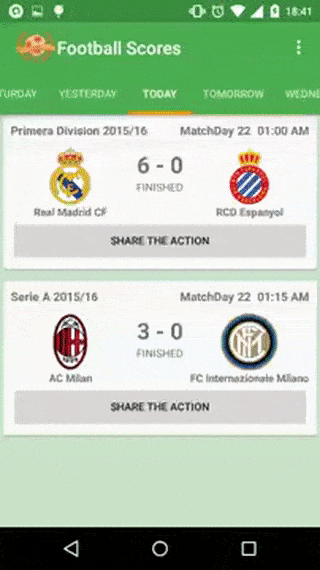 18:41
Football Scores
TURDAY YESTERDAY TODAY TOMORROW WEDNE
Primera Division 2015/16 MatchDay 22 01:00 AM
6 - 0
FINISHED
Real Madrid CF RCD Espanyol
SHARE THE ACTION
Serie A 2015/16 MatchDay 22 01:15 AM
3 - 0
FINISHED
AC Milan FC Internazionale Milano
SHARE THE ACTION